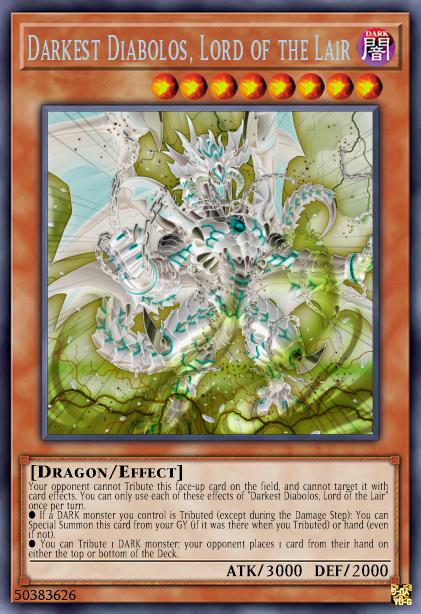 DARKEST DIABOLOS, LORD OF THE LAIR
DARK
闇
[DRAGON/EFFECT]
Your opponent cannot Tribute this face-up card on the field, and cannot target it with
card effects. You can only use each of these effects of "Darkest Diabolos, Lord of the Lair"
once per turn.
● If a DARK monster you control is Tributed (except during the Damage Step): You can
Special Summon this card from your GY (if it was there when you Tributed) or hand (even
if not).
● You can Tribute 1 DARK monster; your opponent places 1 card from their hand on
either the top or bottom of the Deck.
ATK/3000 DEF/2000
50383626